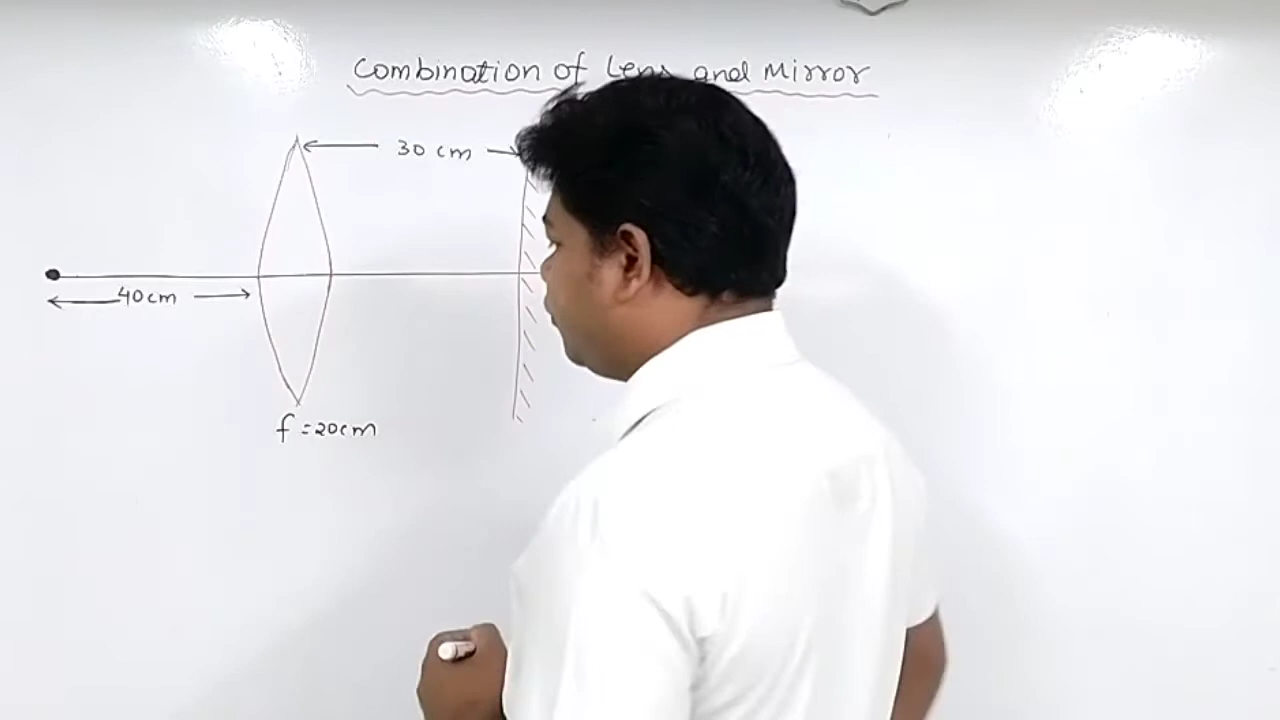 Combination of Lens and Mirror
30 cm
40cm
f = 20cm